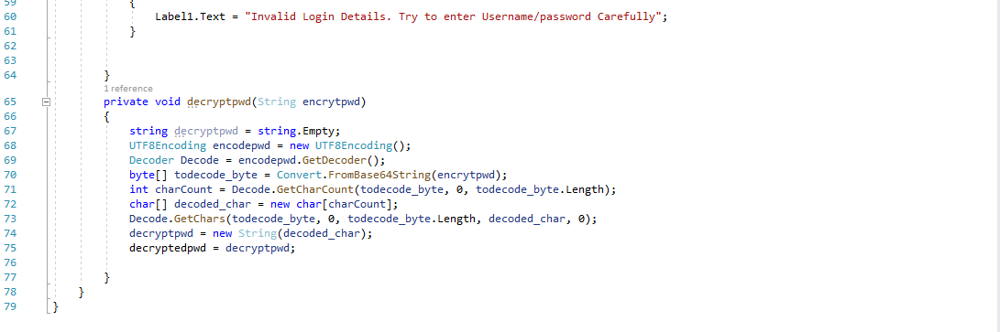 59 {
60 Label1.Text = "Invalid Login Details. Try to enter Username/password Carefully";
61 }
62
63
64 }
1 reference
65 private void decryptpwd(String encrytpwd)
66 {
67 string decryptpwd = string.Empty;
68 UTF8Encoding encodepwd = new UTF8Encoding();
69 Decoder Decode = encodepwd.GetDecoder();
70 byte[] todecode_byte = Convert.FromBase64String(encrytpwd);
71 int charCount = Decode.GetCharCount(todecode_byte, 0, todecode_byte.Length);
72 char[] decoded_char = new char[charCount];
73 Decode.GetChars(todecode_byte, 0, todecode_byte.Length, decoded_char, 0);
74 decryptpwd = new String(decoded_char);
75 decryptedpwd = decryptpwd;
76
77 }
78 }
79 }